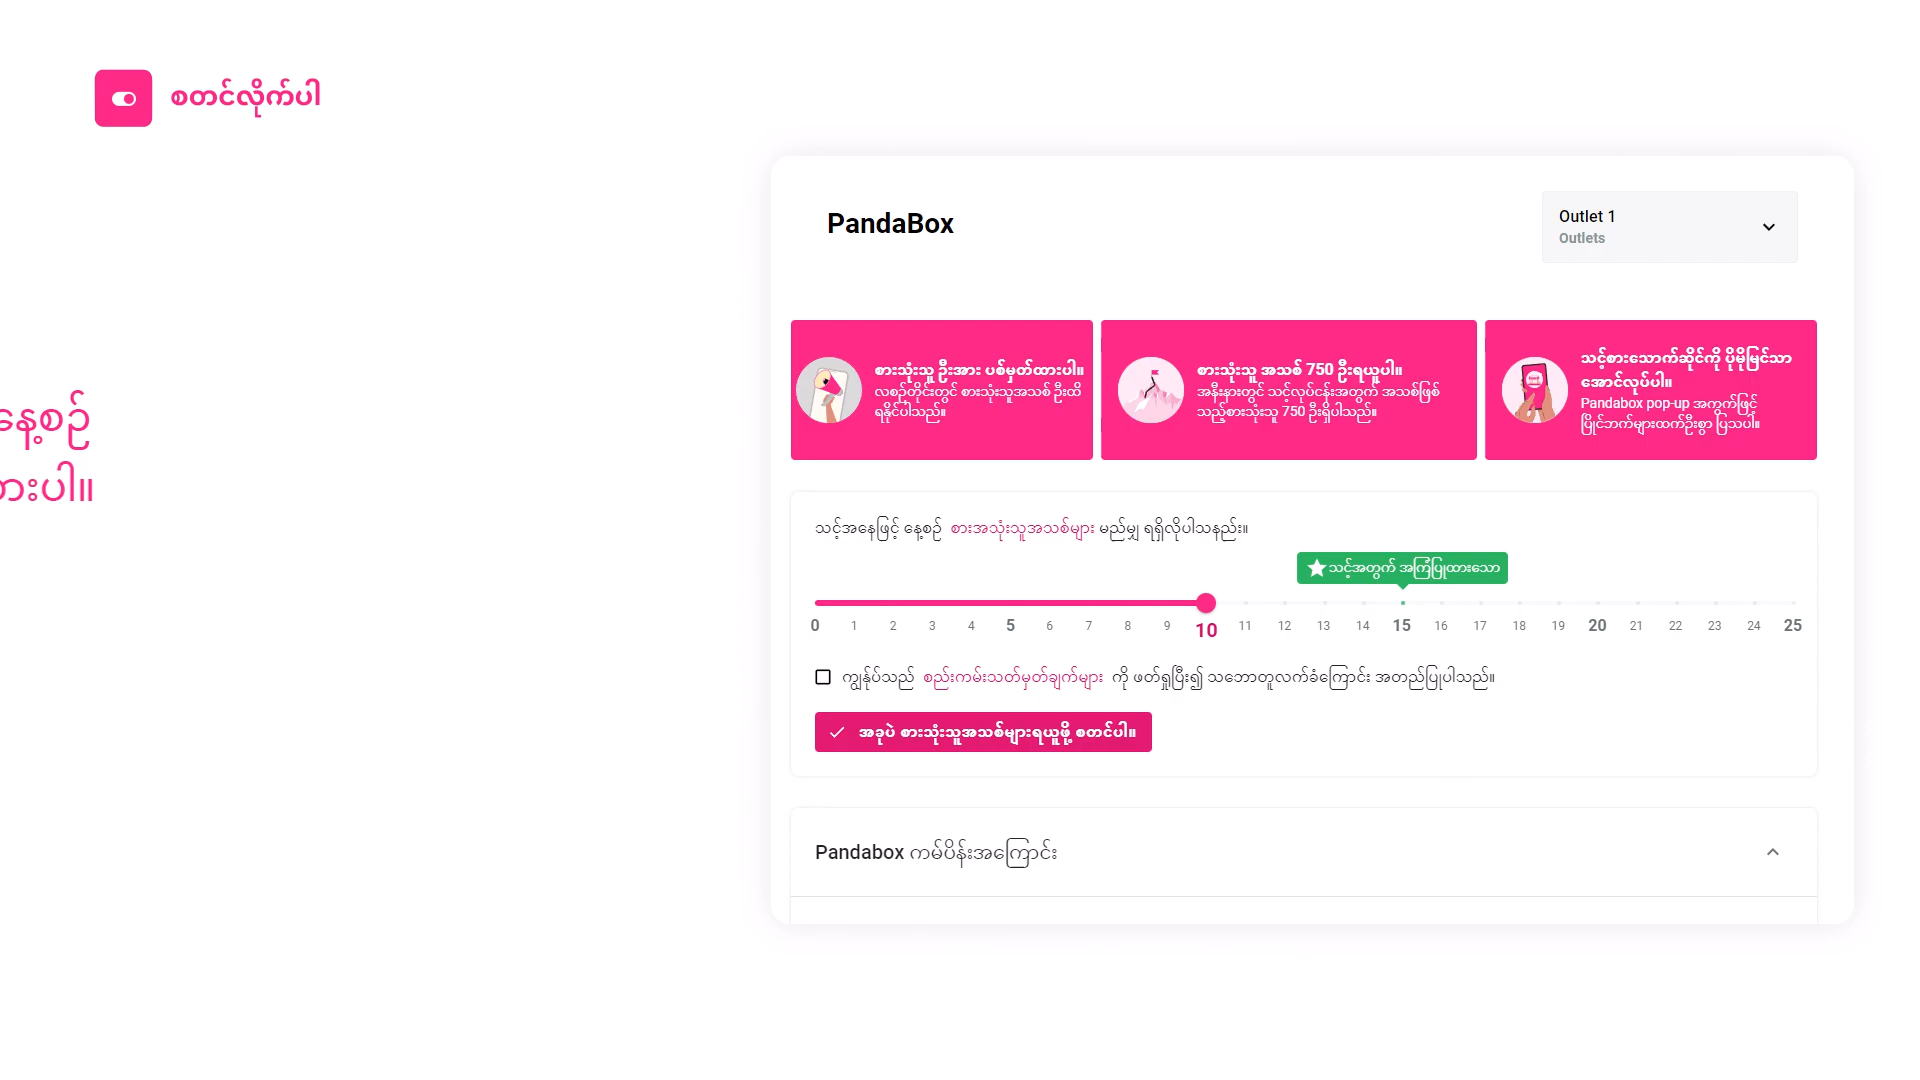 စတင်လိုက်ပါ
နေ့စဉ်
ားပါ။
PandaBox
Outlet 1
Outlets
စားသုံးသူ ဦးအား ပစ်မှတ်ထားပါ။
လစဉ်တိုင်းတွင် စားသုံးသူအသစ် ဦးထိ
ရနိုင်ပါသည်။
စားသုံးသူ အသစ် 750 ဦးရယူပါ။
အနီးနားတွင် သင့်လုပ်ငန်းအတွက် အသစ်ဖြစ်
သည့်စားသုံးသူ 750 ဦးရှိပါသည်။
သင့်စားသောက်ဆိုင်ကို ပိုမိုမြင်သာ
အောင်လုပ်ပါ။
Pandabox pop-up အကွက်ဖြင့်
ပြိုင်ဘက်များထက်ဦးစွာ ပြသပါ။
သင့်အနေဖြင့် နေ့စဉ် စားအသုံးသူအသစ်များ မည်မျှ ရရှိလိုပါသနည်း။
သင့်အတွက် အကြံပြုထားသော
0 1 2 3 4 5 6 7 8 9 10 11 12 13 14 15 16 17 18 19 20 21 22 23 24 25
ကျွန်ုပ်သည် စည်းကမ်းသတ်မှတ်ချက်များ ကို ဖတ်ရှုပြီး၍ သဘောတူလက်ခံကြောင်း အတည်ပြုပါသည်။
အခုပဲ စားသုံးသူအသစ်များရယူဖို့ စတင်ပါ။
Pandabox ကမ်ပိန်းအကြောင်း